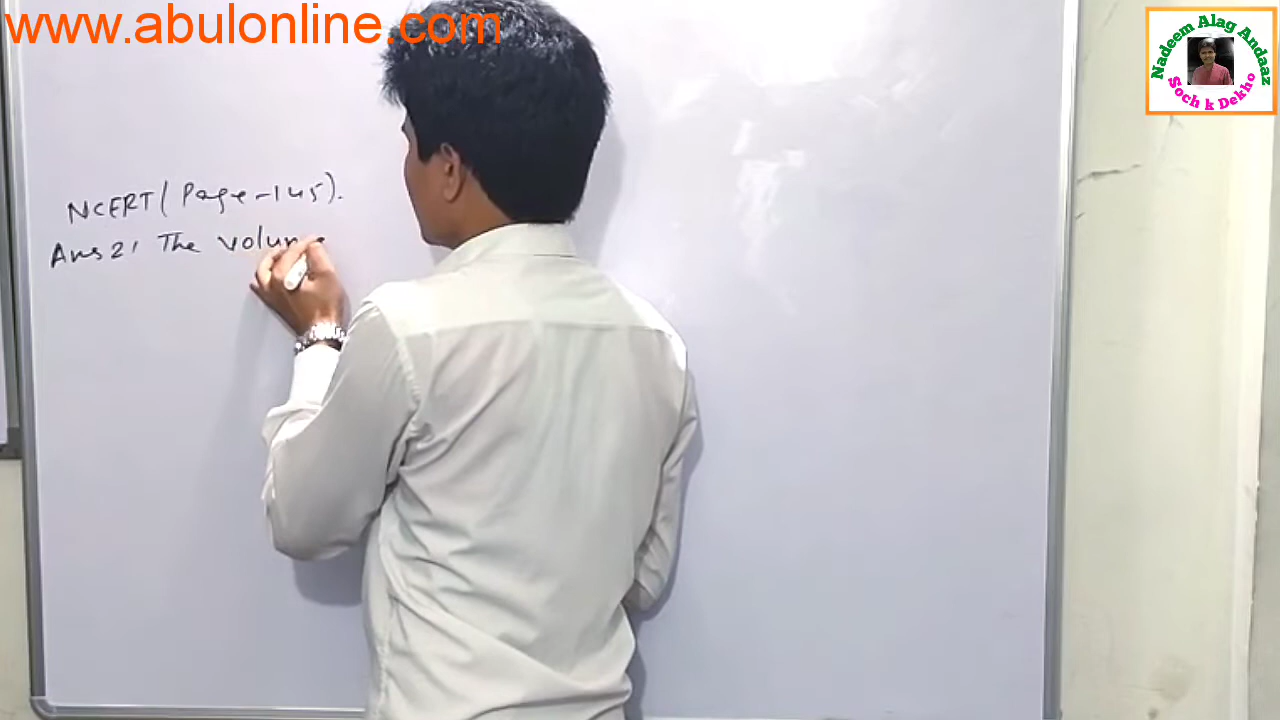 www.abulonline.com
Nadeem Alag Andaaz
Soch k Dekho
NCERT (Page-145).
Ans 2, The volume